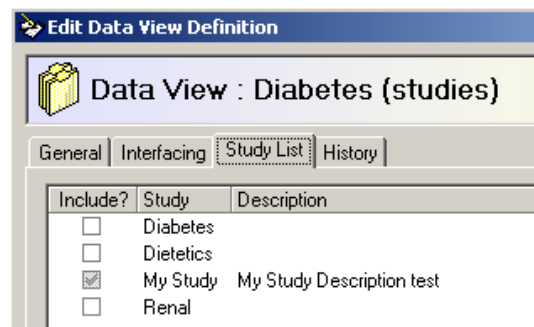 Edit Data View Definition
Data View : Diabetes (studies)
General Interfacing Study List History
Include? Study Description
Diabetes
Dietetics
My Study My Study Description test
Renal